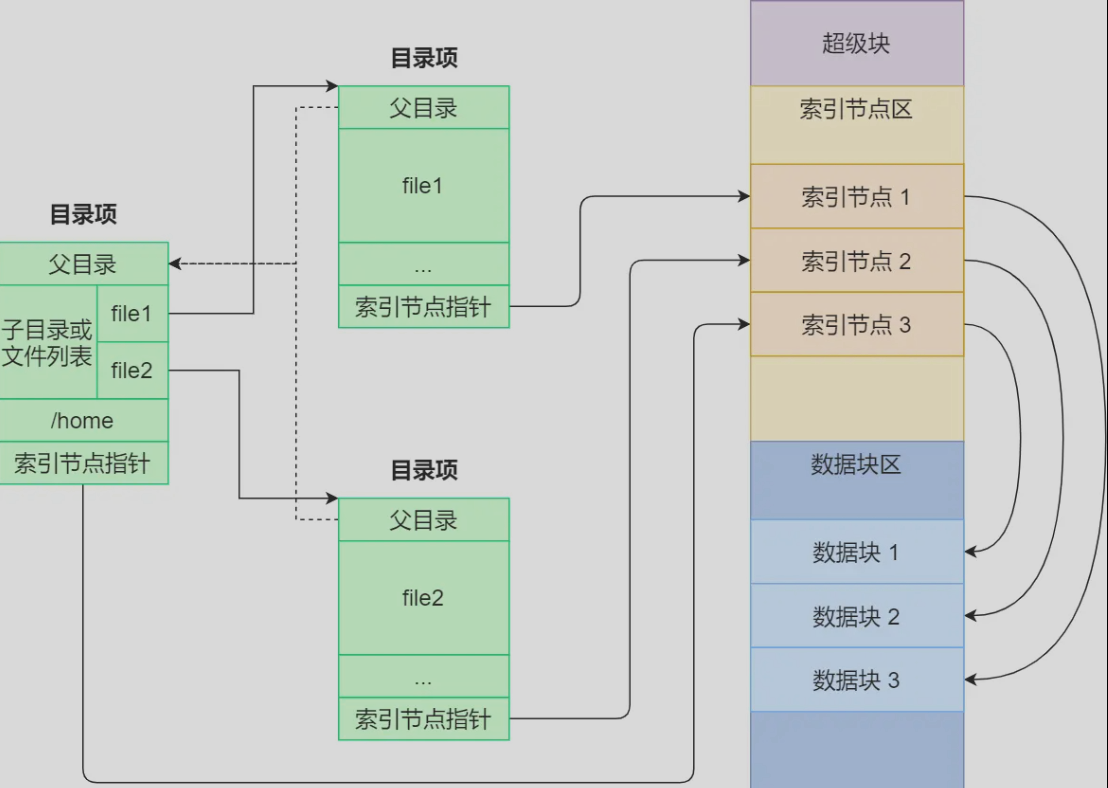 目录项
父目录
子目录或
文件列表
file1
file2
/home
索引节点指针
目录项
父目录
file1
...
索引节点指针
目录项
父目录
file2
...
索引节点指针
超级块
索引节点区
索引节点 1
索引节点 2
索引节点 3
数据块区
数据块 1
数据块 2
数据块 3